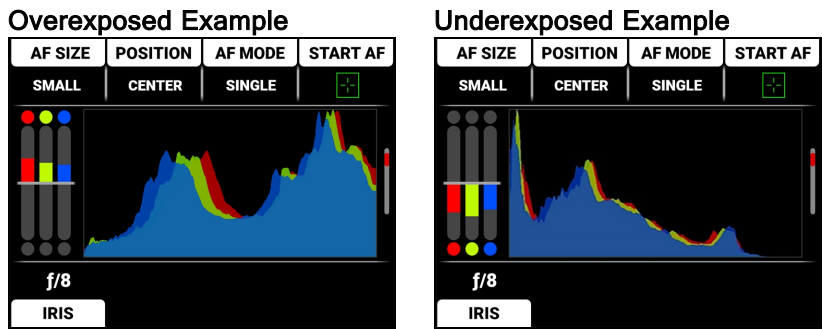 Overexposed Example
AF SIZE POSITION AF MODE START AF
SMALL CENTER SINGLE
ƒ/8
IRIS
Underexposed Example
AF SIZE POSITION AF MODE START AF
SMALL CENTER SINGLE
ƒ/8
IRIS